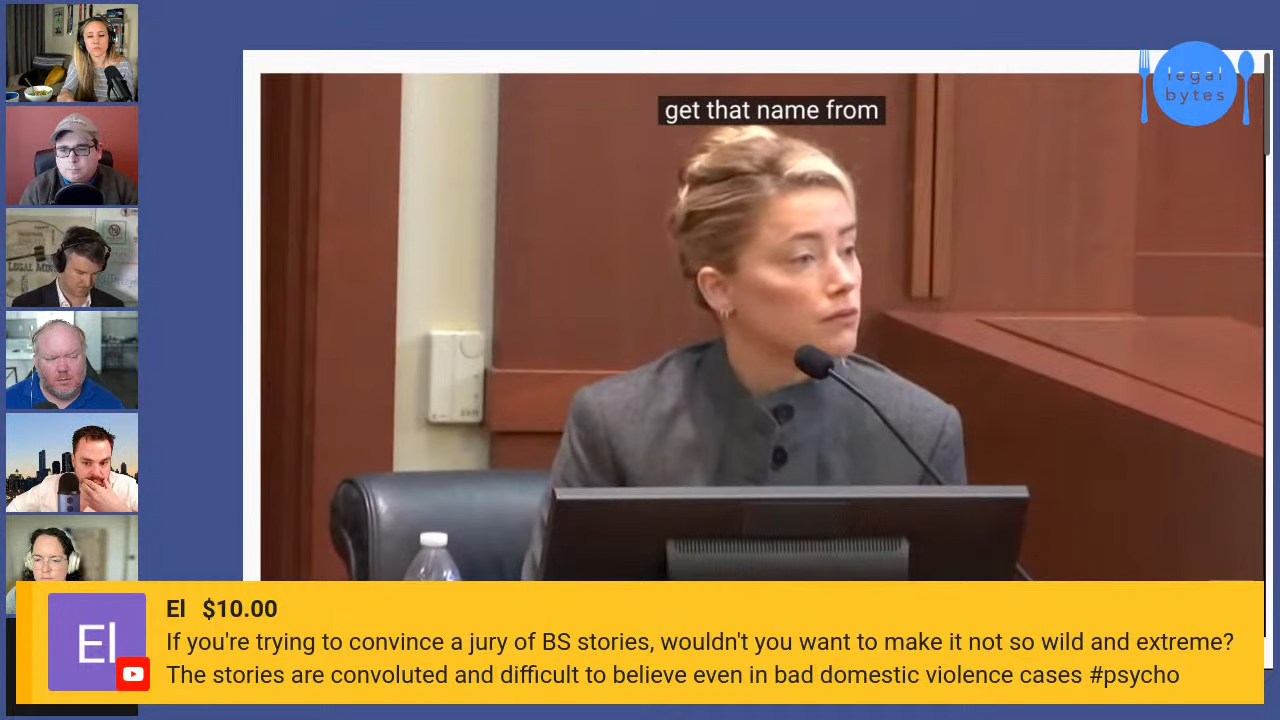 get that name from
legal
bytes
LEGAL MIN
El $10.00
El
If you're trying to convince a jury of BS stories, wouldn't you want to make it not so wild and extreme?
The stories are convoluted and difficult to believe even in bad domestic violence cases #psycho